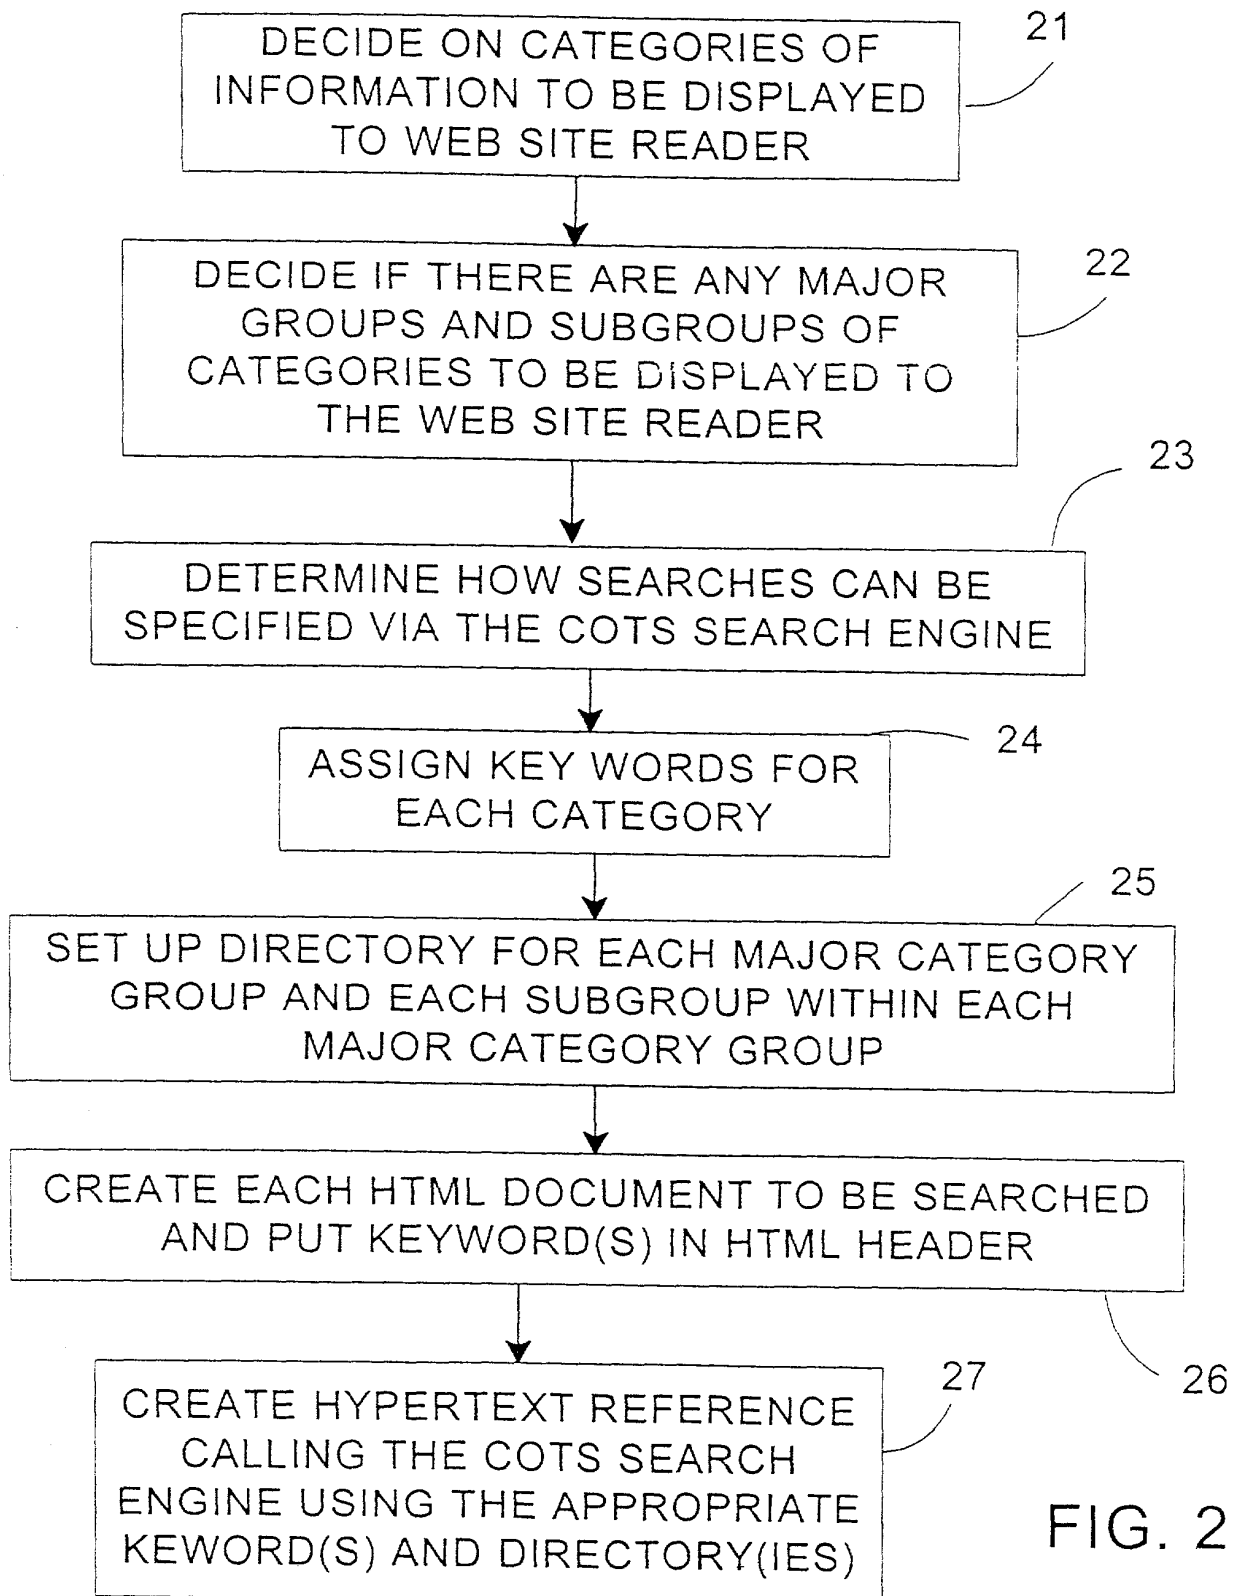 21
DECIDE ON CATEGORIES OF
INFORMATION TO BE DISPLAYED
TO WEB SITE READER
22
DECIDE IF THERE ARE ANY MAJOR
GROUPS AND SUBGROUPS OF
CATEGORIES TO BE DISPLAYED TO
THE WEB SITE READER
23
DETERMINE HOW SEARCHES CAN BE
SPECIFIED VIA THE COTS SEARCH ENGINE
24
ASSIGN KEY WORDS FOR
EACH CATEGORY
25
SET UP DIRECTORY FOR EACH MAJOR CATEGORY
GROUP AND EACH SUBGROUP WITHIN EACH
MAJOR CATEGORY GROUP
CREATE EACH HTML DOCUMENT TO BE SEARCHED
AND PUT KEYWORD(S) IN HTML HEADER
26
27
CREATE HYPERTEXT REFERENCE
CALLING THE COTS SEARCH
ENGINE USING THE APPROPRIATE
KEWORD(S) AND DIRECTORY(IES)
FIG. 2